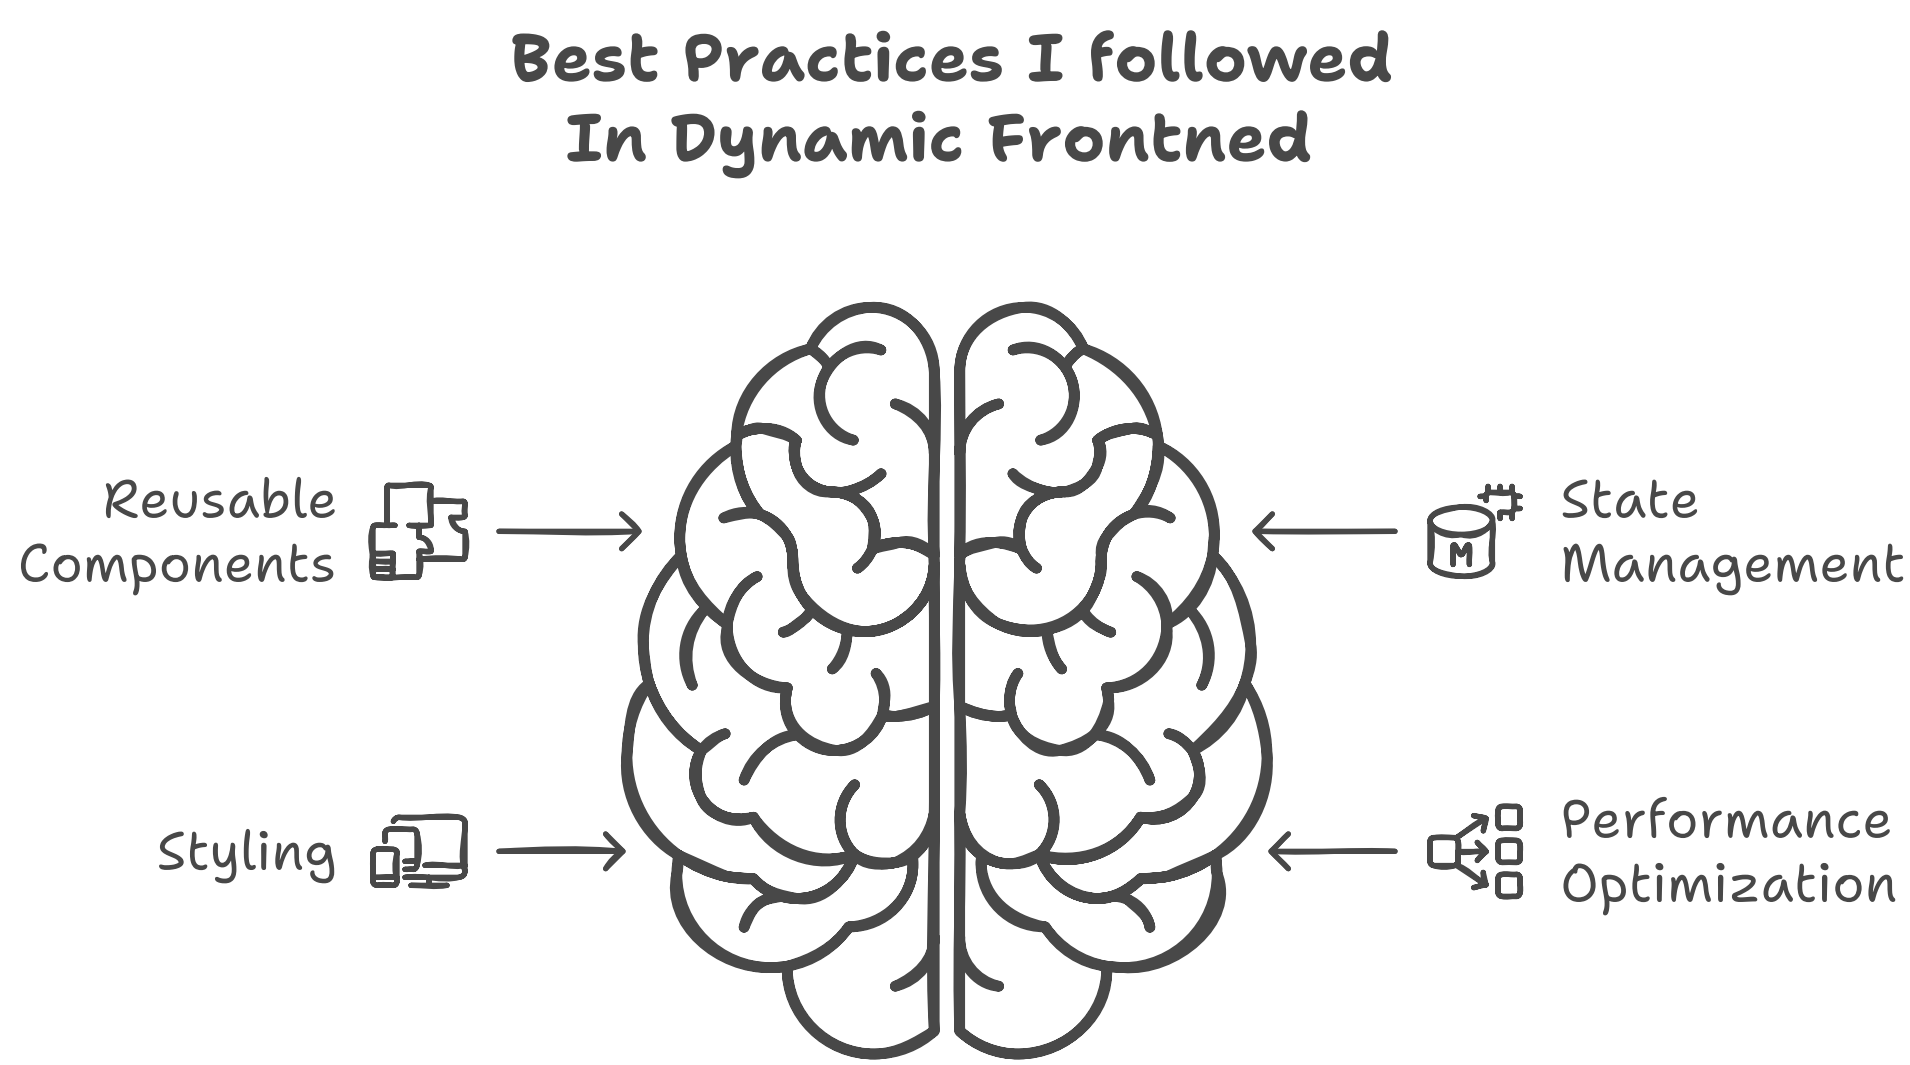 Best Practices I followed
In Dynamic Frontned
Reusable
Components
State
Management
M
Styling
Performance
Optimization